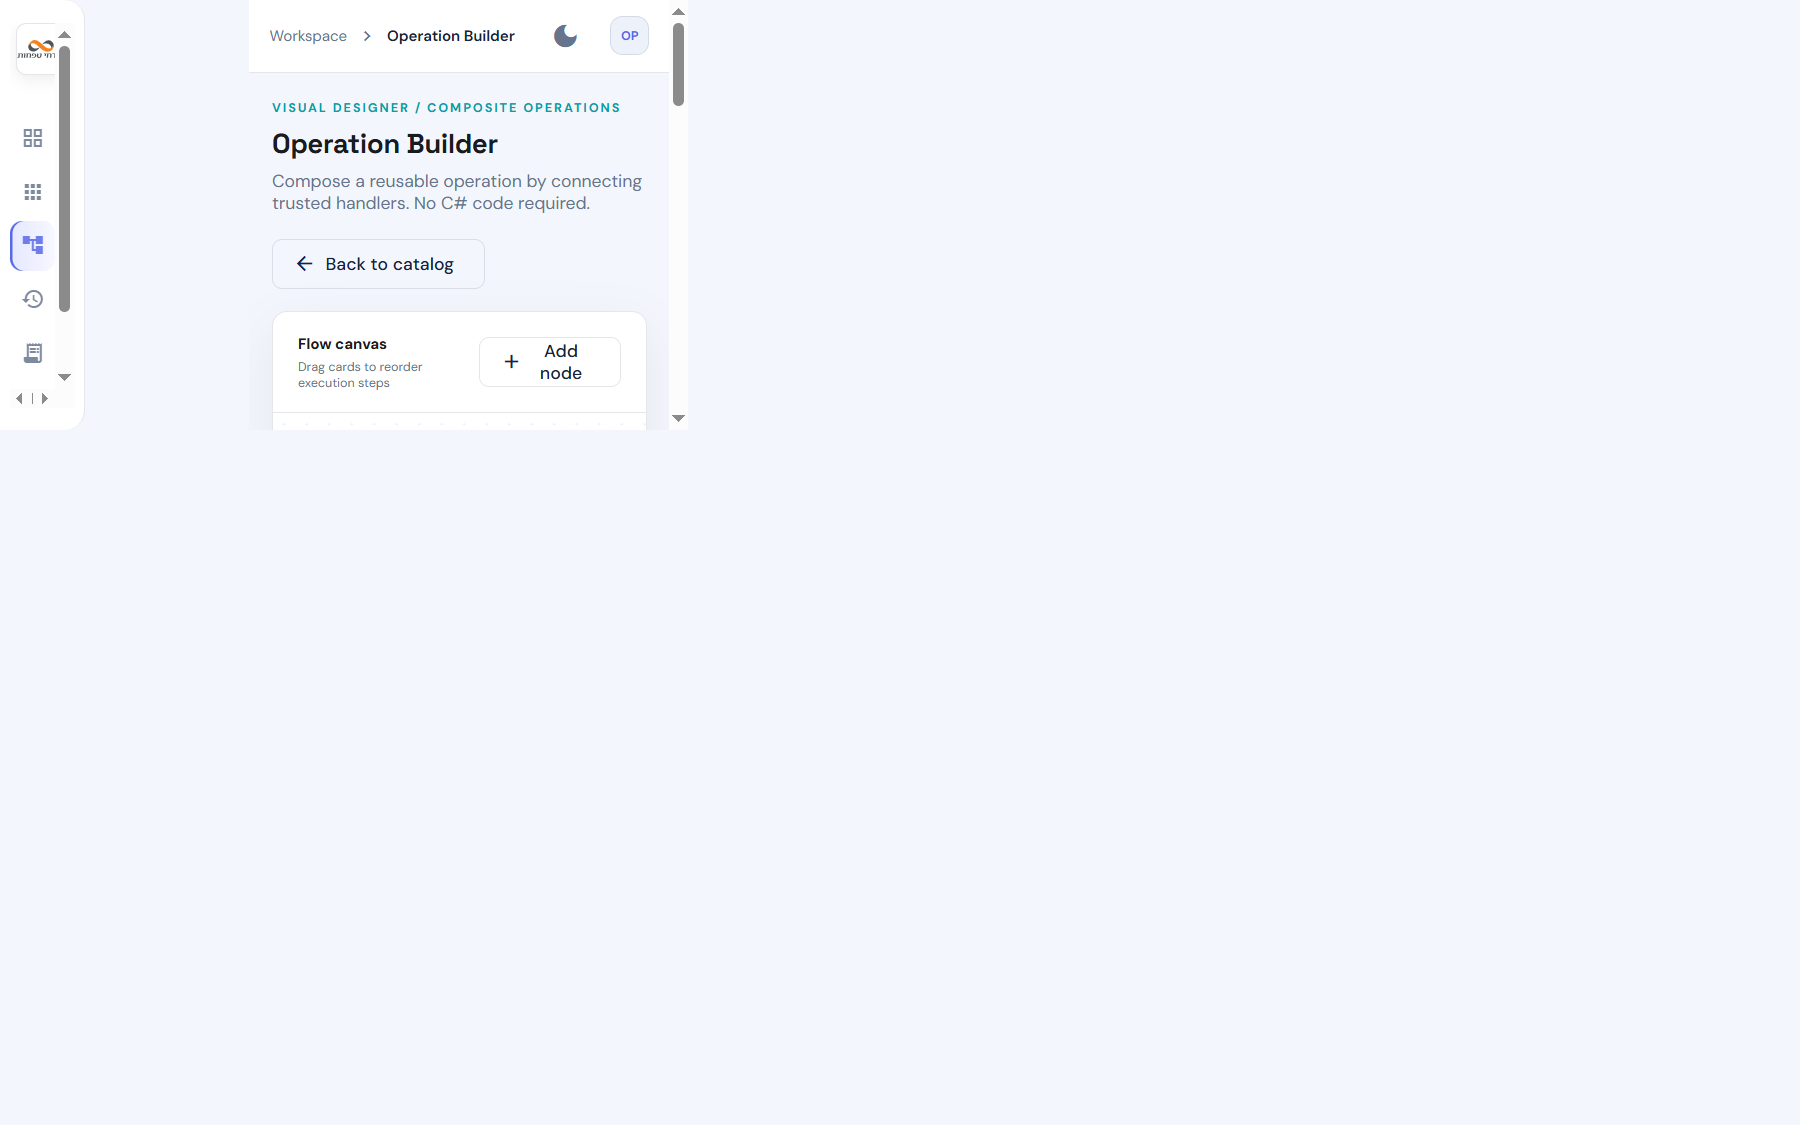 Workspace
Operation Builder
OP
VISUAL DESIGNER / COMPOSITE OPERATIONS
Operation Builder
Compose a reusable operation by connecting
trusted handlers. No C# code required.
Back to catalog
Flow canvas
Drag cards to reorder
execution steps
Add
node